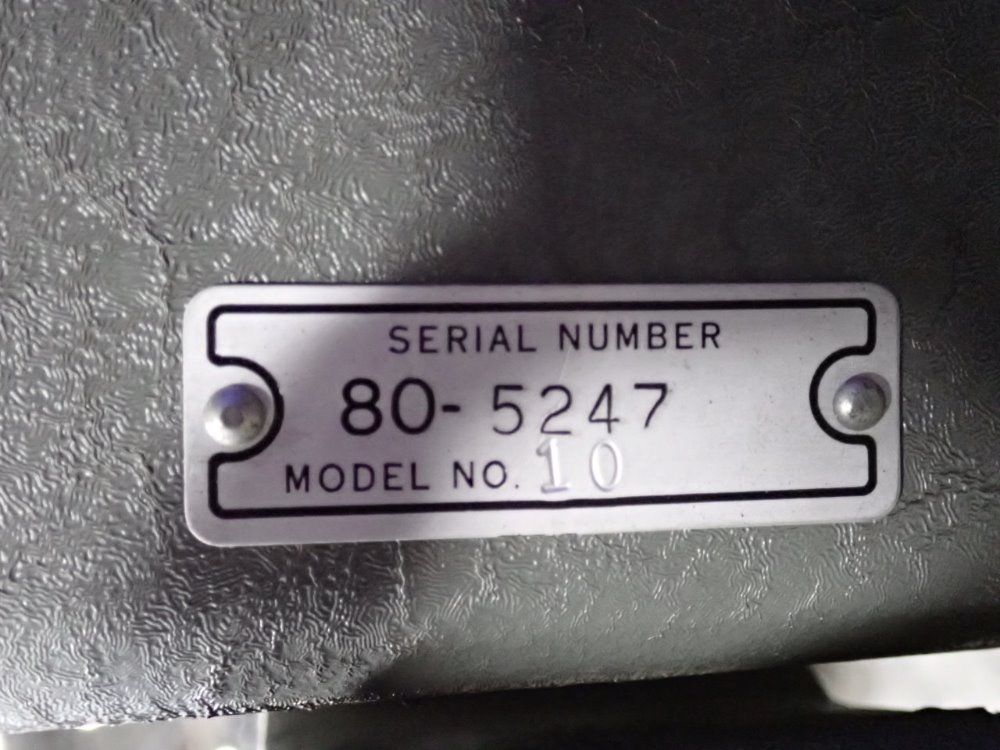 SERIAL NUMBER
80-5247
MODEL NO. 10